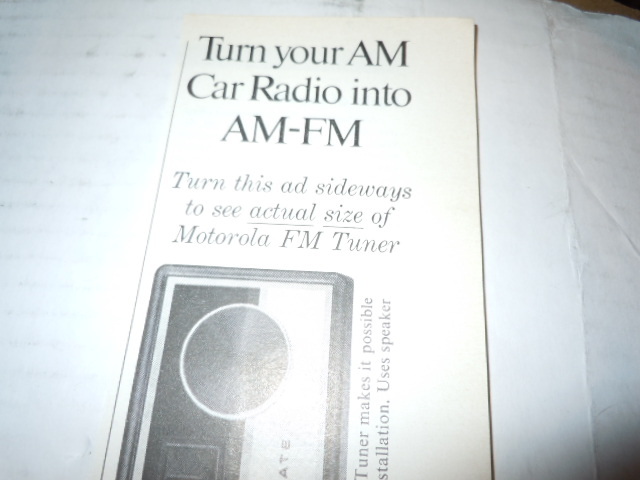 Turn your AM
Car Radio into
AM-FM
Turn this ad sideways
to see actual size of
Motorola FM Tuner
Tuner makes it possible
stallation. Uses speaker
ATE